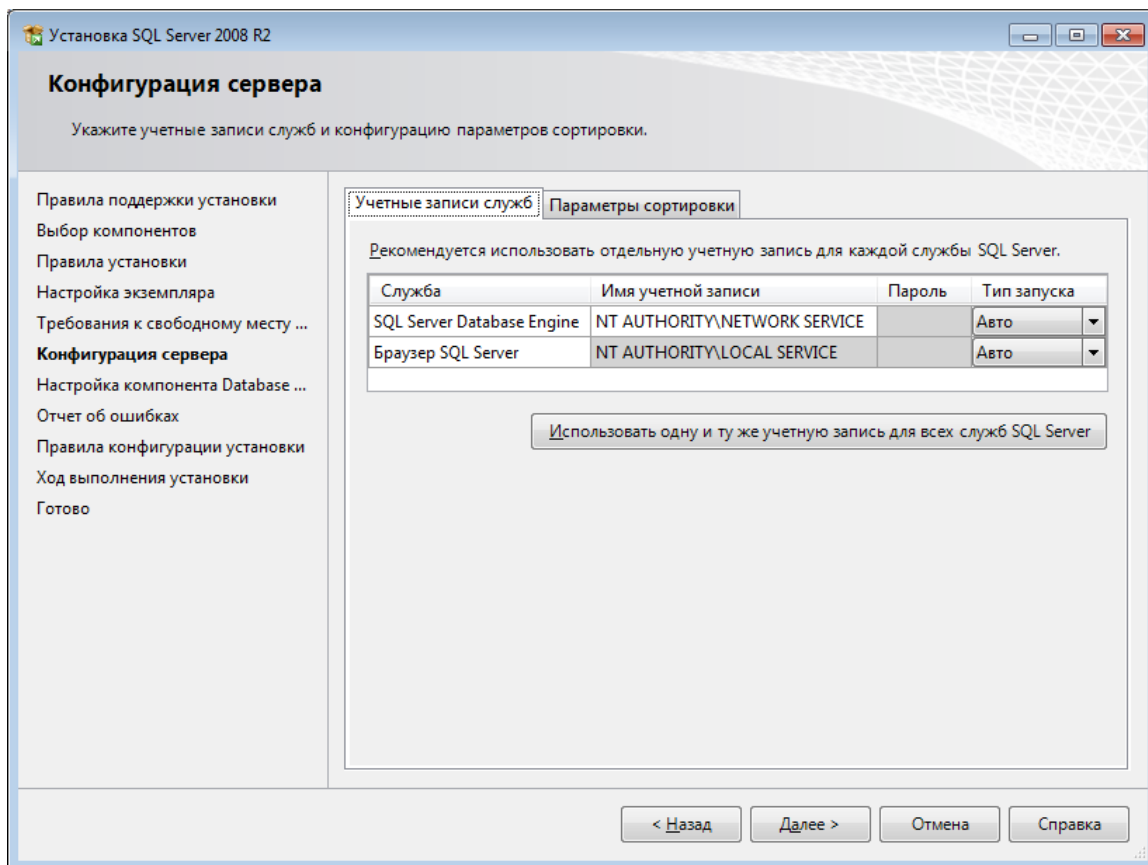 Установка SQL Server 2008 R2
Конфигурация сервера
Укажите учетные записи служб и конфигурацию параметров сортировки.
Правила поддержки установки
Выбор компонентов
Правила установки
Настройка экземпляра
Требования к свободному месту ...
Конфигурация сервера
Настройка компонента Database ...
Отчет об ошибках
Правила конфигурации установки
Ход выполнения установки
Готово
Учетные записи служб Параметры сортировки
Рекомендуется использовать отдельную учетную запись для каждой службы SQL Server.
Служба Имя учетной записи Пароль Тип запуска
SQL Server Database Engine NT AUTHORITY\NETWORK SERVICE Авто
Браузер SQL Server NT AUTHORITY\LOCAL SERVICE Авто
Использовать одну и ту же учетную запись для всех служб SQL Server
< Назад Далее > Отмена Справка